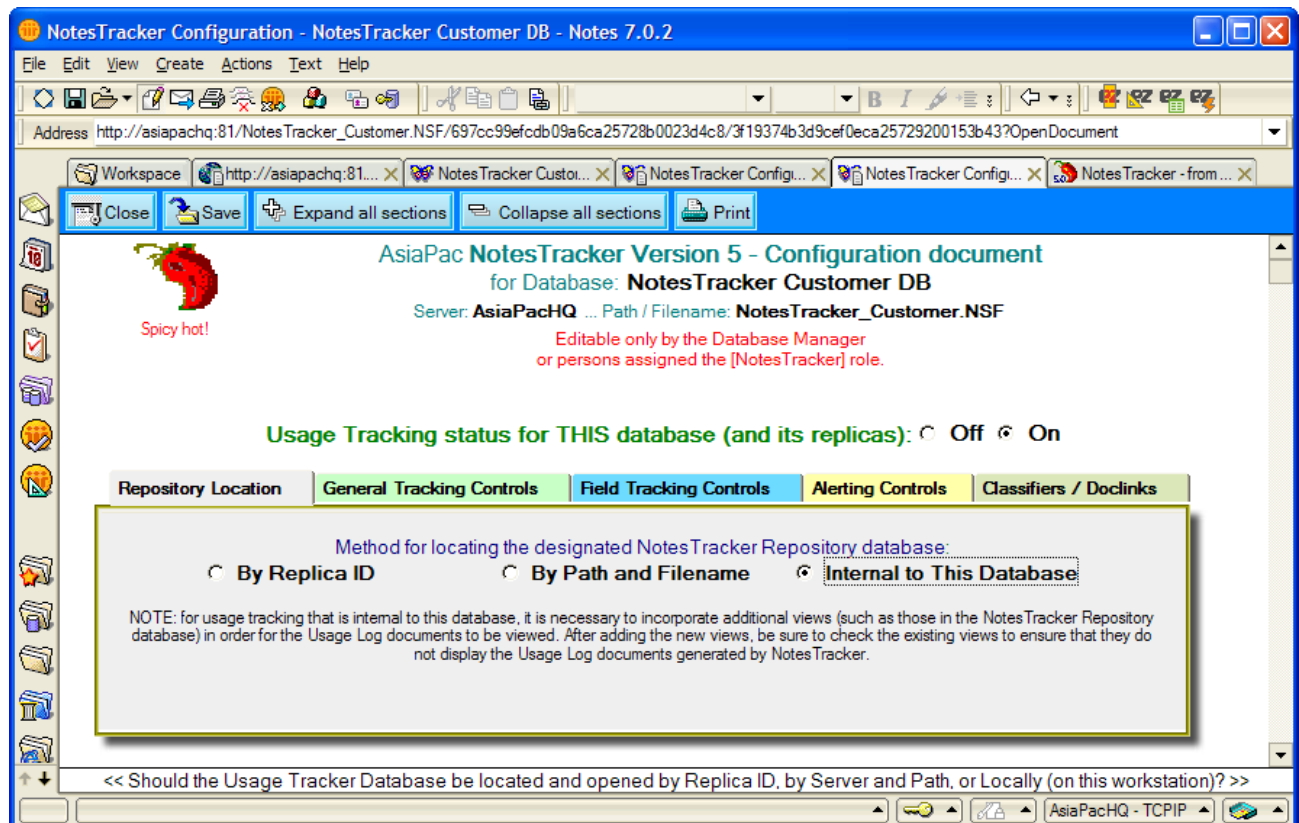 NotesTracker Configuration - NotesTracker Customer DB - Notes 7.0.2
File Edit View Create Actions Text Help
B I
Address http://asiapachq:81/NotesTracker_Customer.NSF/697cc99efcdb09a6ca25728b0023d4c8/3f19374b3d9cef0eca25729200153b43?OpenDocument
Workspace http://asiapachq:81.... NotesTracker Custo... NotesTracker Configu... NotesTracker Configu... NotesTracker - from ...
Close Save Expand all sections Collapse all sections Print
AsiaPac NotesTracker Version 5 - Configuration document
for Database: NotesTracker Customer DB
Server: AsiaPacHQ ... Path / Filename: NotesTracker_Customer.NSF
Spicy hot!
Editable only by the Database Manager
or persons assigned the [NotesTracker] role.
Usage Tracking status for THIS database (and its replicas): Off On
Repository Location General Tracking Controls Field Tracking Controls Alerting Controls Classifiers / Doclinks
Method for locating the designated NotesTracker Repository database:
By Replica ID By Path and Filename Internal to This Database
NOTE: for usage tracking that is internal to this database, it is necessary to incorporate additional views (such as those in the NotesTracker Repository
database) in order for the Usage Log documents to be viewed. After adding the new views, be sure to check the existing views to ensure that they do
not display the Usage Log documents generated by NotesTracker.
<< Should the Usage Tracker Database be located and opened by Replica ID, by Server and Path, or Locally (on this workstation)? >>
AsiaPacHQ - TCPIP